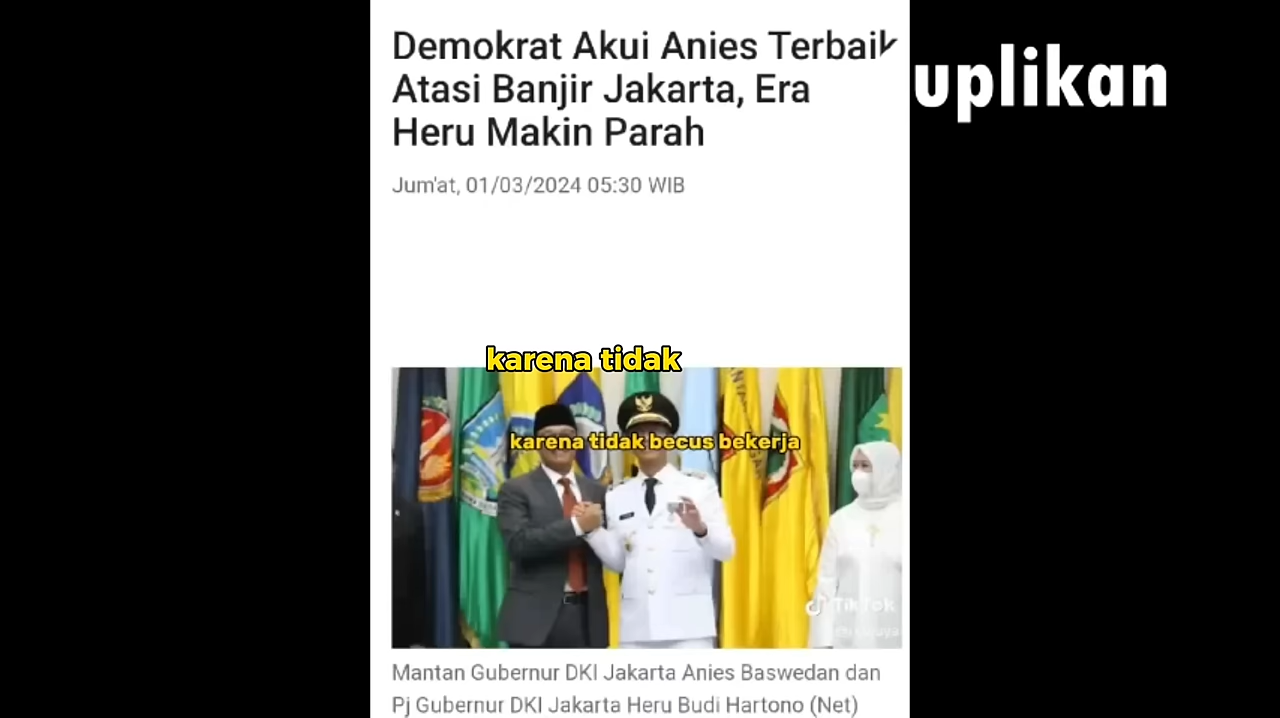 Demokrat Akui Anies Terbaik
Atasi Banjir Jakarta, Era
Heru Makin Parah
uplikan
Jum'at, 01/03/2024 05:30 WIB
karena tidak
karena tidak becus bekerja
TikTok
Mantan Gubernur DKI Jakarta Anies Baswedan dan
Pj Gubernur DKI Jakarta Heru Budi Hartono (Net)